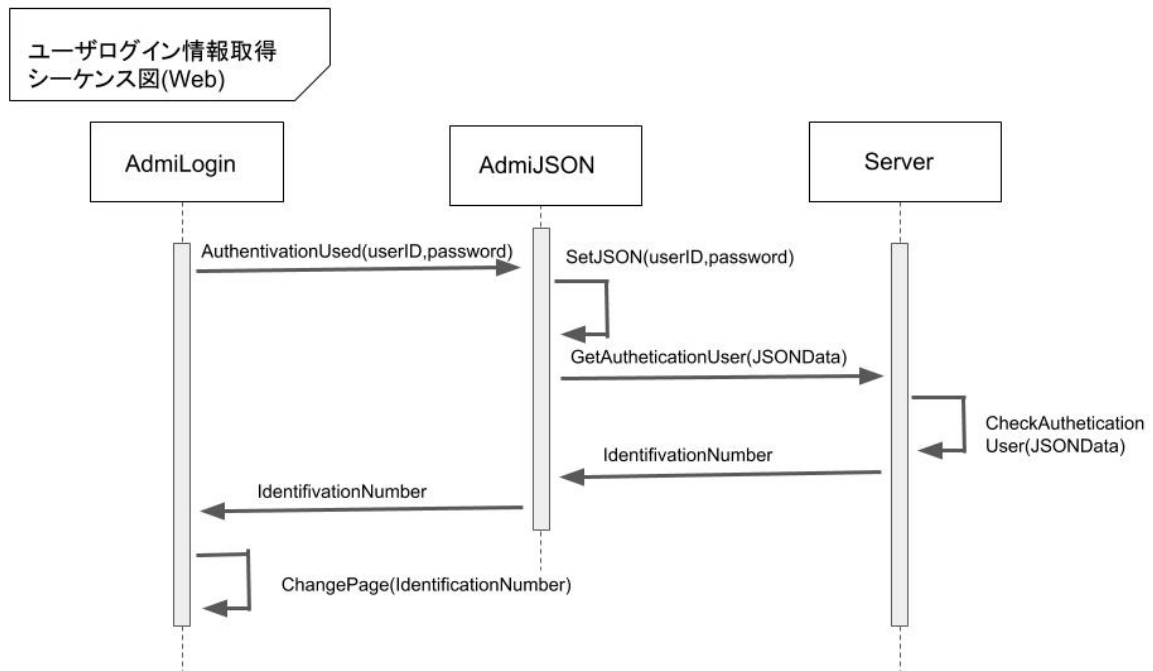 ユーザログイン情報取得
シーケンス図(Web)
AdmiLogin
AdmiJSON
Server
AuthentivationUsed(userID,password)
SetJSON(userID,password)
GetAutheticationUser(JSONData)
CheckAuthetication
User(JSONData)
IdentifivationNumber
IdentifivationNumber
ChangePage(IdentificationNumber)